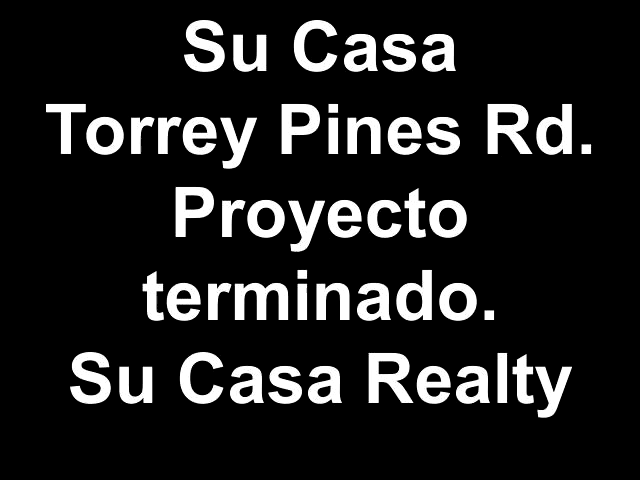 Su Casa
Torrey Pines Rd.
Proyecto
terminado.
Su Casa Realty